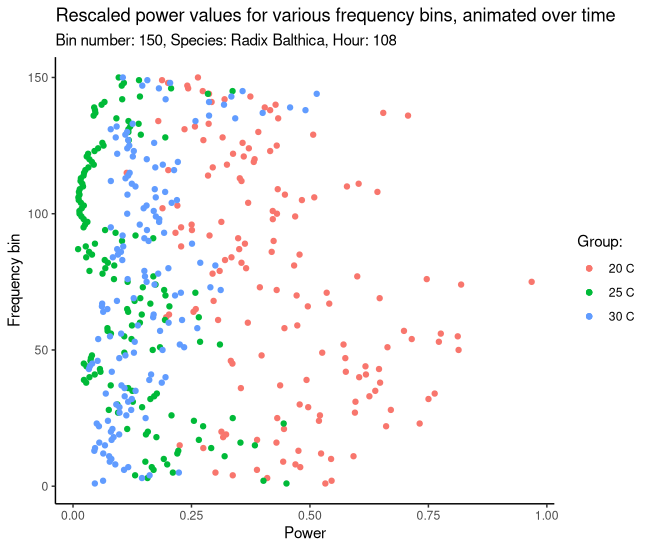 Rescaled power values for various frequency bins, animated over time
Bin number: 150, Species: Radix Balthica, Hour: 108
150
100
50
0
Frequency bin
0.00 0.25 0.50 0.75 1.00
Power
Group:
20 C
25 C
30 C